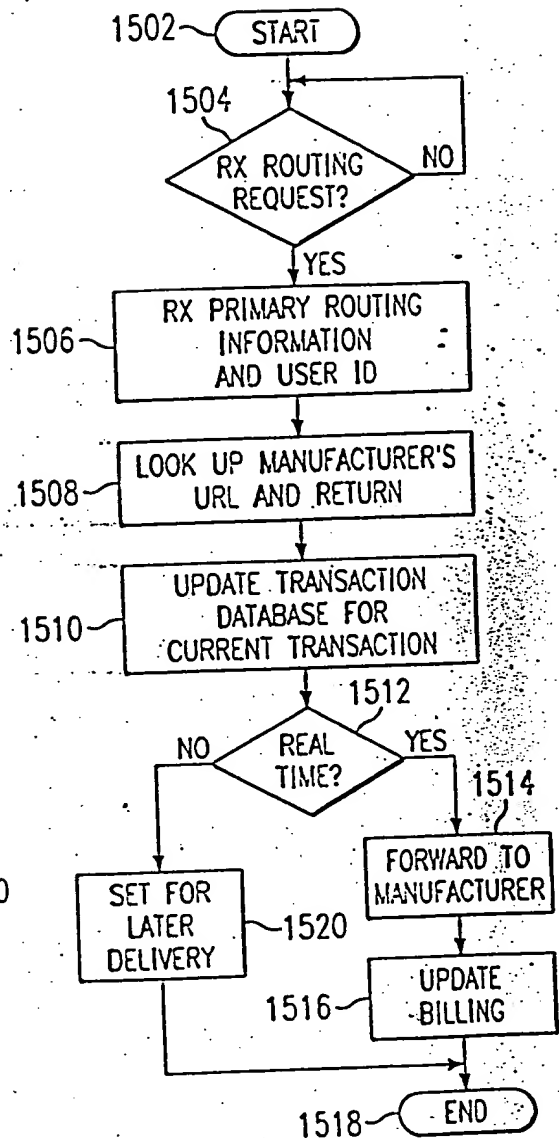 1502
START
1504
RX ROUTING
REQUEST?
NO
YES
1506
RX PRIMARY ROUTING
INFORMATION
AND USER ID
1508
LOOK UP MANUFACTURER'S
URL AND RETURN
1510
UPDATE TRANSACTION
DATABASE FOR
CURRENT TRANSACTION
1512
NO
REAL
TIME?
YES
1514
FORWARD TO
MANUFACTURER
0
SET FOR
LATER
DELIVERY
1520
1516
UPDATE
BILLING
1518
END